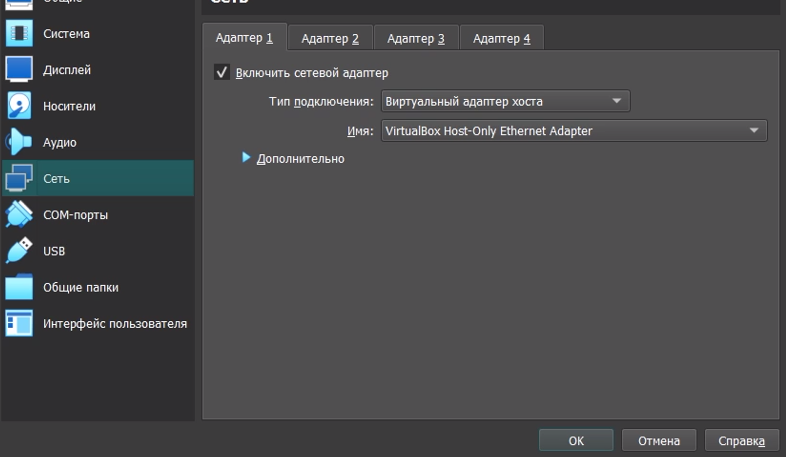 Общие
Сеть
Система
Дисплей
Носители
Аудио
Сеть
COM-порты
USB
Общие папки
Интерфейс пользователя
Адаптер 1 Адаптер 2 Адаптер 3 Адаптер 4
Включить сетевой адаптер
Тип подключения: Виртуальный адаптер хоста
Имя: VirtualBox Host-Only Ethernet Adapter
Дополнительно
OK Отмена Справка